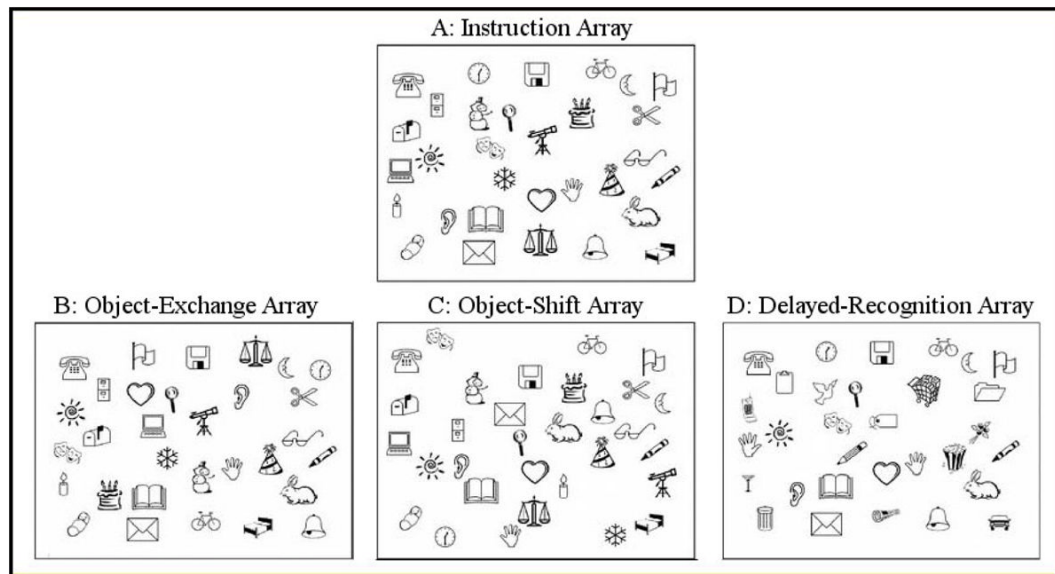 A: Instruction Array
B: Object-Exchange Array
C: Object-Shift Array
D: Delayed-Recognition Array